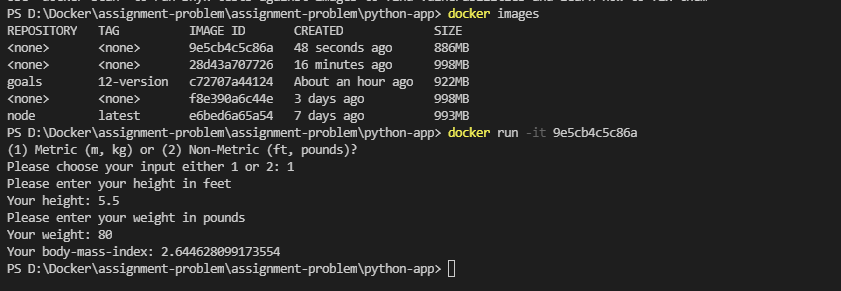 PS D:\Docker\assignment-problem\assignment-problem\python-app> docker images
REPOSITORY   TAG          IMAGE ID       CREATED             SIZE
<none>       <none>       9e5cb4c5c86a   48 seconds ago      886MB
<none>       <none>       28d43a707726   16 minutes ago      998MB
goals        12-version   c72707a44124   About an hour ago   922MB
<none>       <none>       f8e390a6c44e   3 days ago          998MB
node         latest       e6bed6a65a54   7 days ago          993MB
PS D:\Docker\assignment-problem\assignment-problem\python-app> docker run -it 9e5cb4c5c86a
(1) Metric (m, kg) or (2) Non-Metric (ft, pounds)?
Please choose your input either 1 or 2: 1
Please enter your height in feet
Your height: 5.5
Please enter your weight in pounds
Your weight: 80
Your body-mass-index: 2.644628099173554
PS D:\Docker\assignment-problem\assignment-problem\python-app>